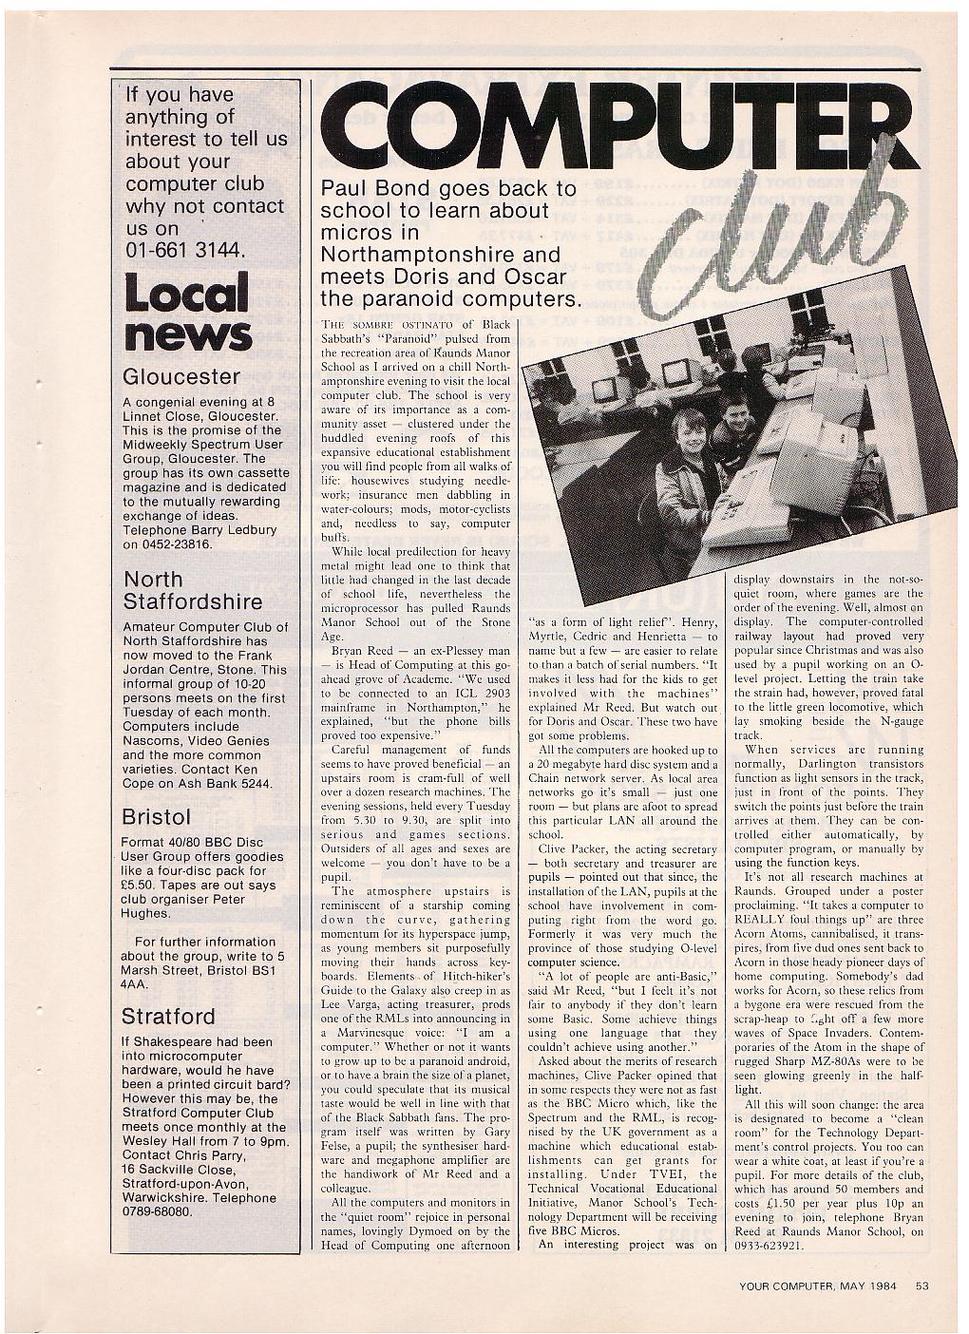 If you have
anything of
interest to tell us
about your
computer club
why not contact
us on
01-661 3144.
Local
news
Gloucester
A congenial evening at 8
Linnet Close, Gloucester.
This is the promise of the
Midweekly Spectrum User
Group, Gloucester. The
group has its own cassette
magazine and is dedicated
to the mutually rewarding
exchange of ideas.
Telephone Barry Ledbury
on 0452-23816.
North
Staffordshire
Amateur Computer Club of
North Staffordshire has
now moved to the Frank
Jordan Centre, Stone. This
informal group of 10-20
persons meets on the first
Tuesday of each month.
Computers include
Nascoms, Video Genies
and the more common
varieties. Contact Ken
Cope on Ash Bank 5244.
Bristol
Format 40/80 BBC Disc
User Group offers goodies
like a four-disc pack for
£5.50. Tapes are out says
club organiser Peter
Hughes.
For further information
about the group, write to 5
Marsh Street, Bristol BS1
4AA.
Stratford
If Shakespeare had been
into microcomputer
hardware, would he have
been a printed circuit bard?
However this may be, the
Stratford Computer Club
meets once monthly at the
Wesley Hall from 7 to 9pm.
Contact Chris Parry,
16 Sackville Close,
Stratford-upon-Avon,
Warwickshire. Telephone
0789-68080.
COMPUTER
club
Paul Bond goes back to
school to learn about
micros in
Northamptonshire and
meets Doris and Oscar
the paranoid computers.
THE SOMBRE OSTINATO of Black
Sabbath's "Paranoid" pulsed from
the recreation area of Raunds Manor
School as I arrived on a chill North-
amptonshire evening to visit the local
computer club. The school is very
aware of its importance as a com-
munity asset — clustered under the
huddled evening roofs of this
expansive educational establishment
you will find people from all walks of
life: housewives studying needle-
work; insurance men dabbling in
water-colours; mods, motor-cyclists
and, needless to say, computer
buffs.
While local predilection for heavy
metal might lead one to think that
little had changed in the last decade
of school life, nevertheless the
microprocessor has pulled Raunds
Manor School out of the Stone
Age.
Bryan Reed — an ex-Plessey man
— is Head of Computing at this go-
ahead grove of Academe. "We used
to be connected to an ICL 2903
mainframe in Northampton," he
explained, "but the phone bills
proved too expensive."
Careful management of funds
seems to have proved beneficial — an
upstairs room is cram-full of well
over a dozen research machines. The
evening sessions, held every Tuesday
from 5.30 to 9.30, are split into
serious and games sections.
Outsiders of all ages and sexes are
welcome — you don't have to be a
pupil.
The atmosphere upstairs is
reminiscent of a starship coming
down the curve, gathering
momentum for its hyperspace jump,
as young members sit purposefully
moving their hands across key-
boards. Elements of Hitch-hiker's
Guide to the Galaxy also creep in as
Lee Varga, acting treasurer, prods
one of the RMLs into announcing in
a Marvinesque voice: "I am a
computer." Whether or not it wants
to grow up to be a paranoid android,
or to have a brain the size of a planet,
you could speculate that its musical
taste would be well in line with that
of the Black Sabbath fans. The pro-
gram itself was written by Gary
Felse, a pupil; the synthesiser hard-
ware and megaphone amplifier are
the handiwork of Mr Reed and a
colleague.
All the computers and monitors in
the "quiet room" rejoice in personal
names, lovingly Dymoed on by the
Head of Computing one afternoon
"as a form of light relief". Henry,
Myrtle, Cedric and Henrietta — to
name but a few — are easier to relate
to than a batch of serial numbers. "It
makes it less had for the kids to get
involved with the machines"
explained Mr Reed. But watch out
for Doris and Oscar. These two have
got some problems.
All the computers are hooked up to
a 20 megabyte hard disc system and a
Chain network server. As local area
networks go it's small — just one
room — but plans are afoot to spread
this particular LAN all around the
school.
Clive Packer, the acting secretary
— both secretary and treasurer are
pupils — pointed out that since, the
installation of the LAN, pupils at the
school have involvement in com-
puting right from the word go.
Formerly it was very much the
province of those studying O-level
computer science.
"A lot of people are anti-Basic,"
said Mr Reed, "but I feelt it's not
fair to anybody if they don't learn
some Basic. Some achieve things
using one language that they
couldn't achieve using another."
Asked about the merits of research
machines, Clive Packer opined that
in some respects they were not as fast
as the BBC Micro which, like the
Spectrum and the RML, is recog-
nised by the UK government as a
machine which educational estab-
lishments can get grants for
installing. Under TVEI, the
Technical Vocational Educational
Initiative, Manor School's Tech-
nology Department will be receiving
five BBC Micros.
An interesting project was on
display downstairs in the not-so-
quiet room, where games are the
order of the evening. Well, almost on
display. The computer-controlled
railway layout had proved very
popular since Christmas and was also
used by a pupil working on an O-
level project. Letting the train take
the strain had, however, proved fatal
to the little green locomotive, which
lay smoking beside the N-gauge
track.
When services are running
normally, Darlington transistors
function as light sensors in the track,
just in front of the points. They
switch the points just before the train
arrives at them. They can be con-
trolled either automatically, by
computer program, or manually by
using the function keys.
It's not all research machines at
Raunds. Grouped under a poster
proclaiming. "It takes a computer to
REALLY foul things up" are three
Acorn Atoms, cannibalised, it trans-
pires, from five dud ones sent back to
Acorn in those heady pioneer days of
home computing. Somebody's dad
works for Acorn, so these relics from
a bygone era were rescued from the
scrap-heap to fight off a few more
waves of Space Invaders. Contem-
poraries of the Atom in the shape of
rugged Sharp MZ-80As were to be
seen glowing greenly in the half-
light.
All this will soon change: the area
is designated to become a "clean
room" for the Technology Depart-
ment's control projects. You too can
wear a white coat, at least if you're a
pupil. For more details of the club,
which has around 50 members and
costs £1.50 per year plus 10p an
evening to join, telephone Bryan
Reed at Raunds Manor School, on
0933-623921.
YOUR COMPUTER, MAY 1984 53